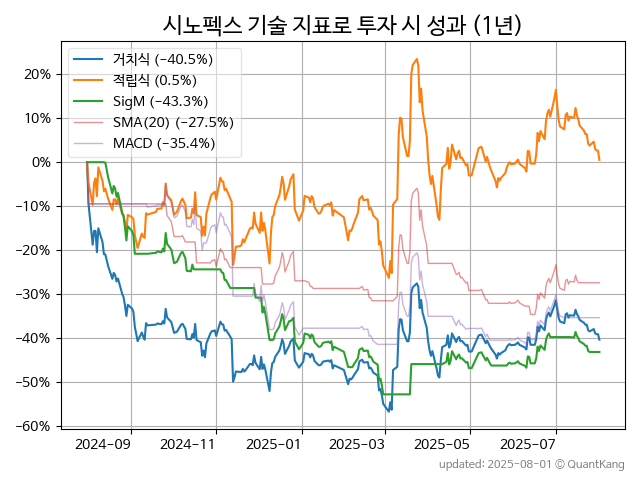 시노펙스 기술 지표로 투자 시 성과 (1년)
거치식 (−40.5%)
적립식 (0.5%)
SigM (−43.3%)
SMA(20) (−27.5%)
MACD (−35.4%)
20%
10%
0%
−10%
−20%
−30%
−40%
−50%
−60%
2024-09 2024-11 2025-01 2025-03 2025-05 2025-07
updated: 2025-08-01 © QuantKang